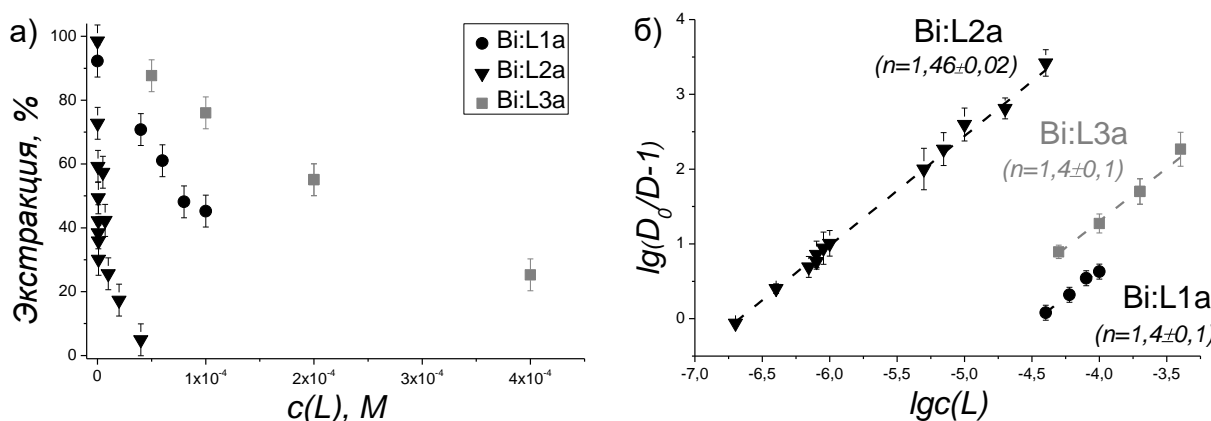 а)
Экстракция, %
100
80
60
40
20
0
Bi:L1a
Bi:L2a
Bi:L3a
0
1x10-4
2x10-4
3x10-4
4x10-4
c(L), M
б)
lg(D0/D-1)
4
3
2
1
0
Bi:L2a
(n=1,46±0,02)
Bi:L3a
(n=1,4±0,1)
Bi:L1a
(n=1,4±0,1)
-7,0
-6,5
-6,0
-5,5
-5,0
-4,5
-4,0
-3,5
lgc(L)